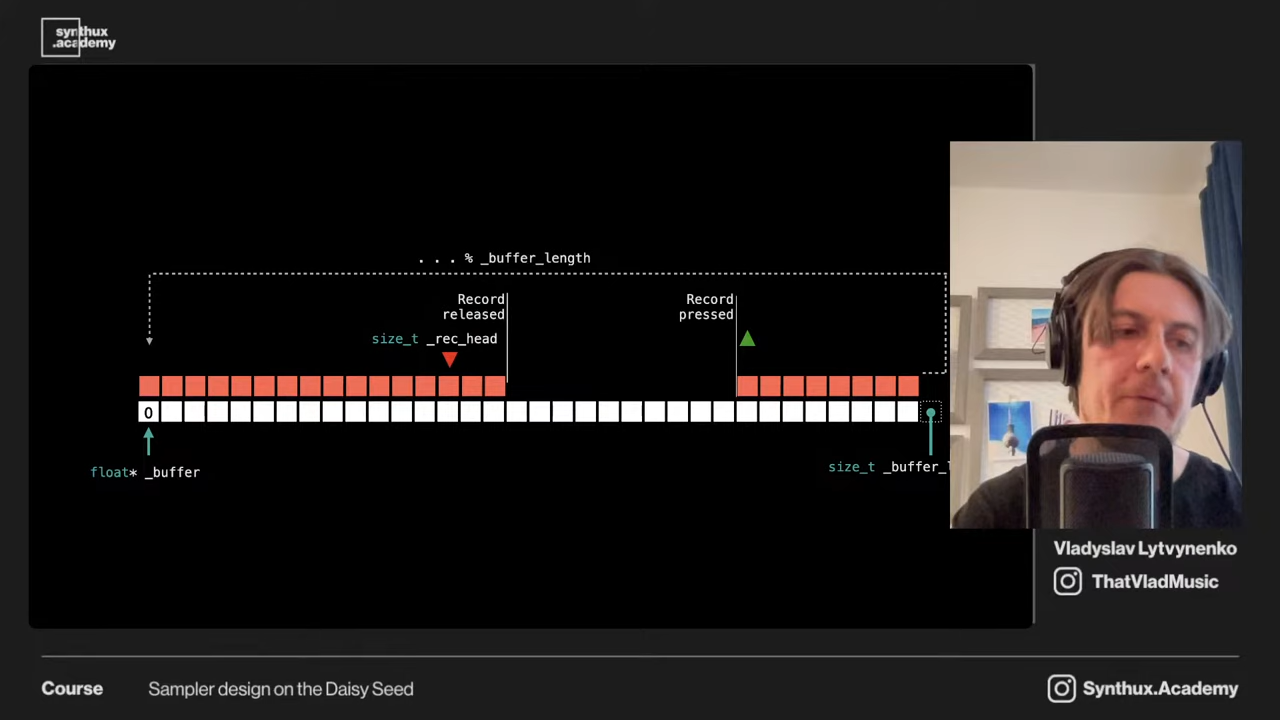 synthux
.academy
. . . % _buffer_length
Record
released
Record
pressed
size_t _rec_head
0
float* _buffer
size_t _buffer_l
Vladyslav Lytvynenko
ThatVladMusic
Course
Sampler design on the Daisy Seed
Synthux.Academy